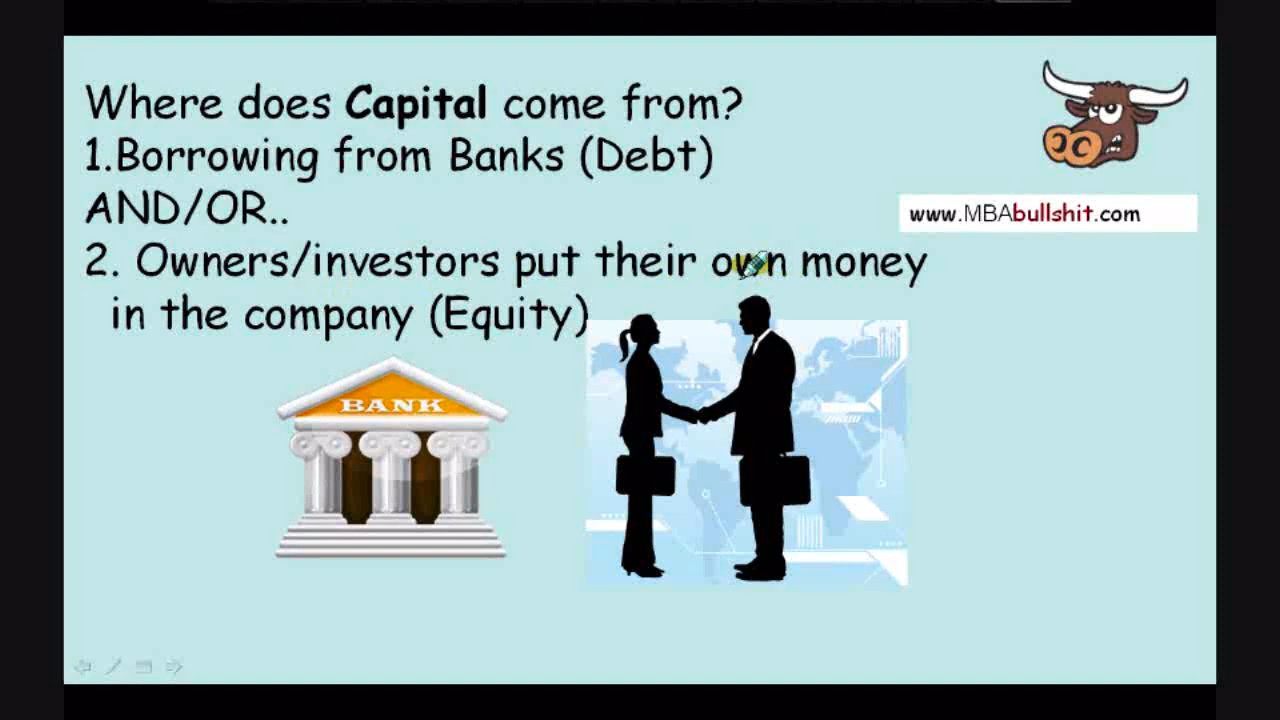 Where does Capital come from?
1.Borrowing from Banks (Debt)
AND/OR..
2. Owners/investors put their own money
in the company (Equity)
www.MBAbullshit.com
BANK